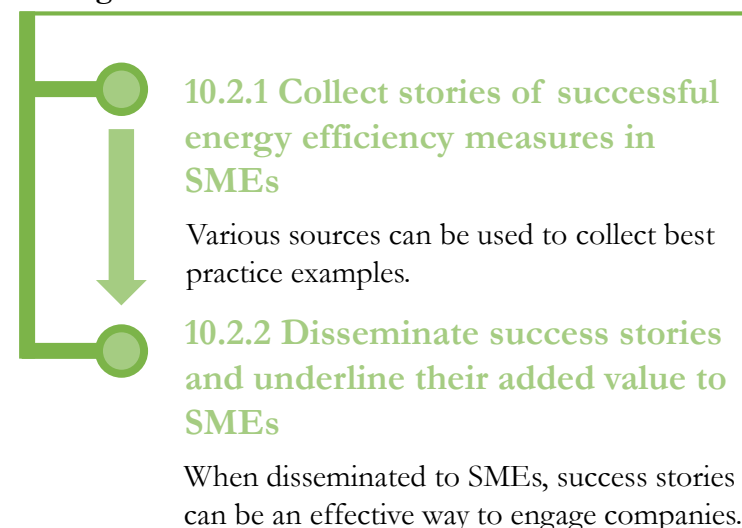 10.2.1 Collect stories of successful
energy efficiency measures in
SMEs
Various sources can be used to collect best
practice examples.
10.2.2 Disseminate success stories
and underline their added value to
SMEs
When disseminated to SMEs, success stories
can be an effective way to engage companies.